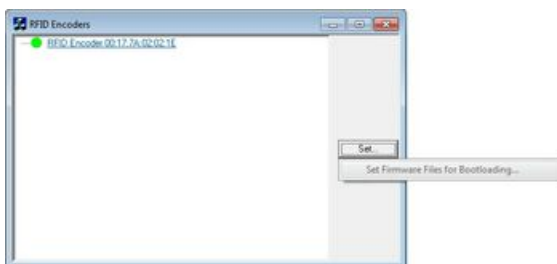 RFID Encoders
RFID Encoder 00:17:7A:02:02:1E
Set...
Set Firmware Files for Bootloading...